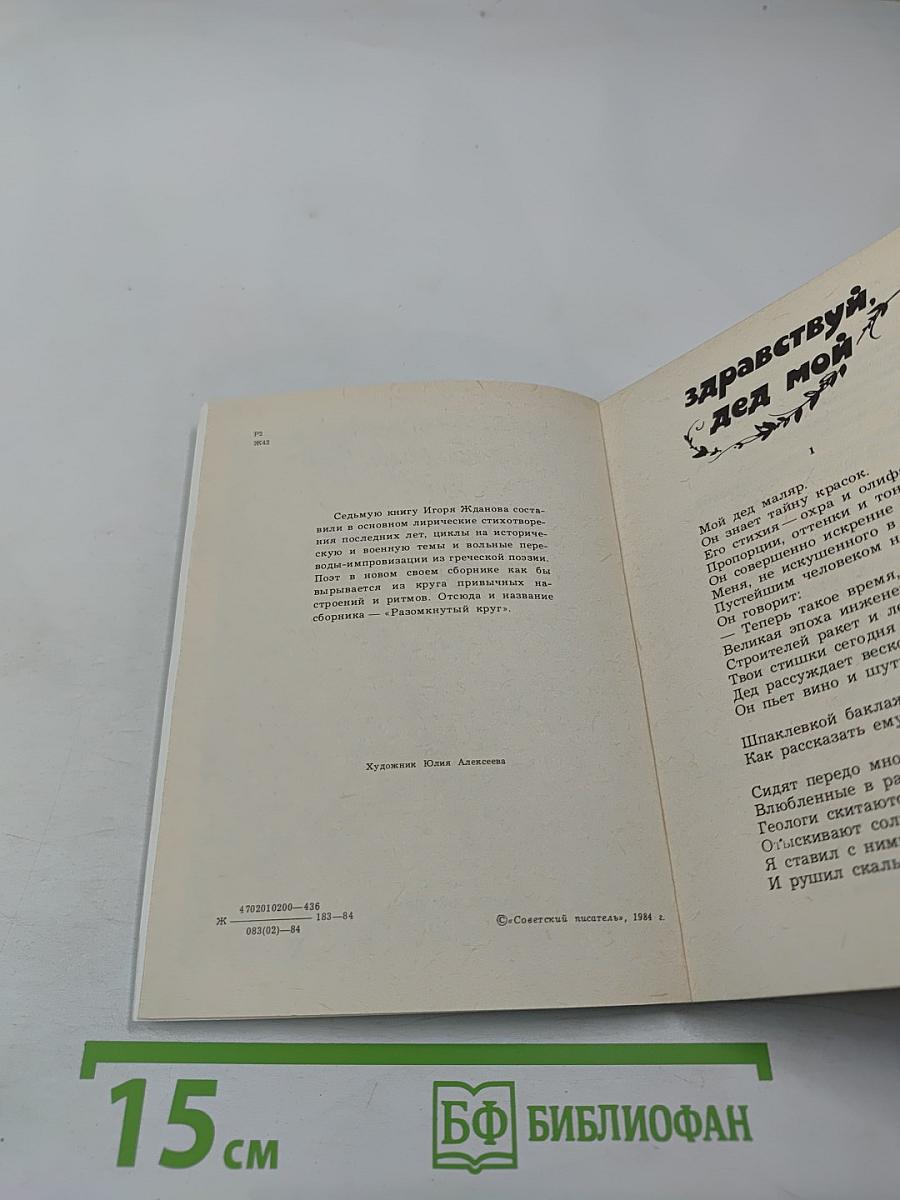 Р2
Ж42
Седьмую книгу Игоря Жданова соста-
вили в основном лирические стихотворе-
ния последних лет, циклы на историче-
скую и военную темы и вольные пере-
воды-импровизации из греческой поэзии.
Поэт в новом своем сборнике как бы
вырывается из круга привычных на-
строений и ритмов. Отсюда и название
сборника — «Разомкнутый круг».
Художник Юлия Алексеева
4702010200—436
Ж 183—84
083(02)—84
©«Советский писатель», 1984 г.
здравствуй,
дед мой
1
Мой дед маляр.
Он знает тайну красок.
Его стихия — охра и
Пропорции, оттенки и
Он совершенно искренне
Меня, не искушенного в
Пустейшим человеком
Он говорит:
— Теперь такое время,
Великая эпоха
Строителей ракет и
Твои стишки сегодня
Дед рассуждает
Он пьет вино и
Шпаклевкой
Как рассказать ему
Сидят передо
Влюбленные в
Геологи
Отыскивают
Я ставил с
И рушил
15 см
БФ БИБЛИОФАН